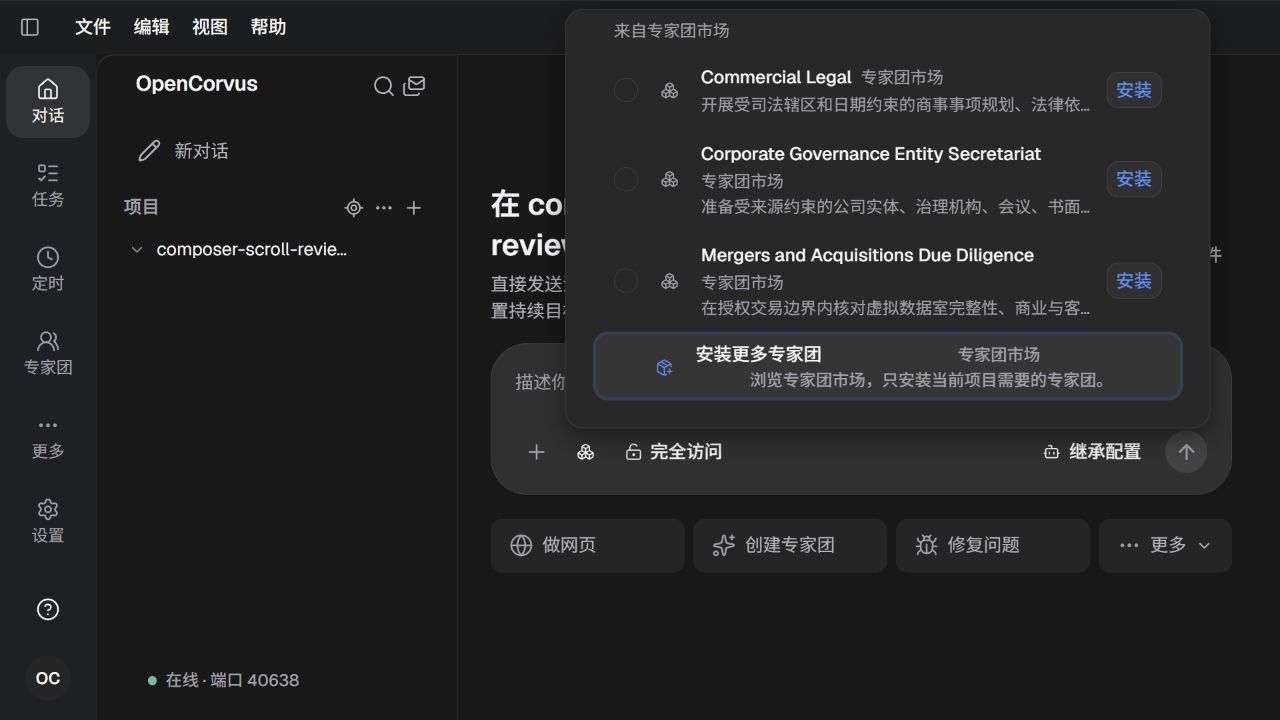 文件 编辑 视图 帮助
对话
任务
定时
专家团
更多
设置
OC
OpenCorvus
新对话
项目
composer-scroll-revie...
在线 · 端口 40638
来自专家团市场
Commercial Legal 专家团市场
开展受司法辖区和日期约束的商事事项规划、法律依...
安装
Corporate Governance Entity Secretariat
专家团市场
准备受来源约束的公司实体、治理机构、会议、书面...
安装
Mergers and Acquisitions Due Diligence
专家团市场
在授权交易边界内核对虚拟数据室完整性、商业与客...
安装
安装更多专家团 专家团市场
浏览专家团市场，只安装当前项目需要的专家团。
在 co
review
直接发送
件
置持续目
描述你
完全访问 继承配置
做网页 创建专家团 修复问题 更多